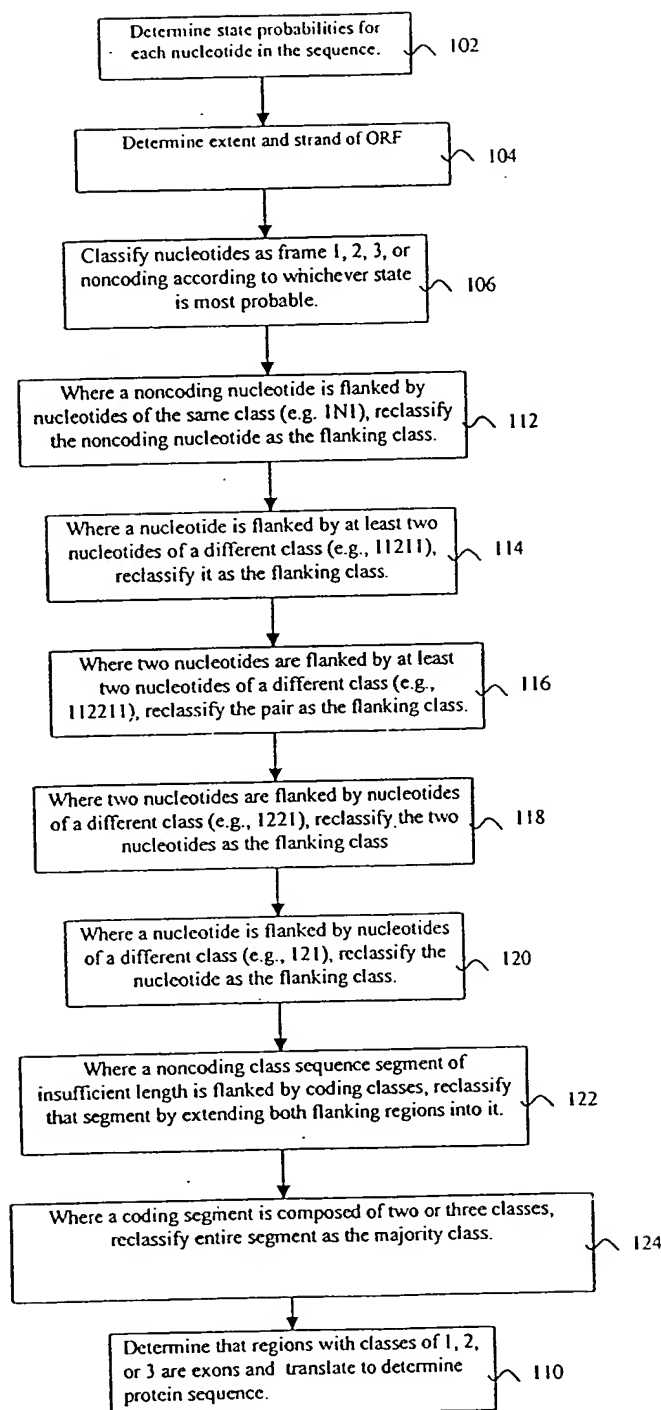 Determine state probabilities for
each nucleotide in the sequence.
102
Determine extent and strand of ORF
104
Classify nucleotides as frame 1, 2, 3, or
noncoding according to whichever state
is most probable.
106
Where a noncoding nucleotide is flanked by
nucleotides of the same class (e.g. 1N1), reclassify
the noncoding nucleotide as the flanking class.
112
Where a nucleotide is flanked by at least two
nucleotides of a different class (e.g., 11211),
reclassify it as the flanking class.
114
Where two nucleotides are flanked by at least
two nucleotides of a different class (e.g.,
112211), reclassify the pair as the flanking class.
116
Where two nucleotides are flanked by nucleotides
of a different class (e.g., 1221), reclassify the two
nucleotides as the flanking class
118
Where a nucleotide is flanked by nucleotides
of a different class (e.g., 121), reclassify the
nucleotide as the flanking class.
120
Where a noncoding class sequence segment of
insufficient length is flanked by coding classes, reclassify
that segment by extending both flanking regions into it.
122
Where a coding segment is composed of two or three classes,
reclassify entire segment as the majority class.
124
Determine that regions with classes of 1, 2,
or 3 are exons and translate to determine
protein sequence.
110